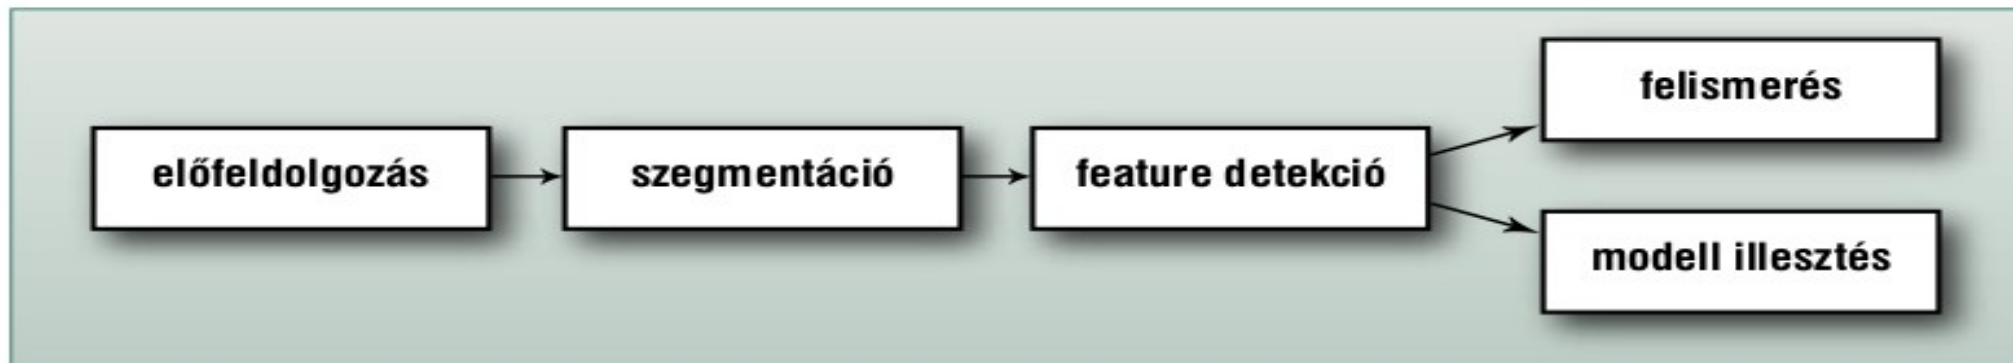 előfeldolgozás
szegmentáció
feature detekció
felismerés
modell illesztés